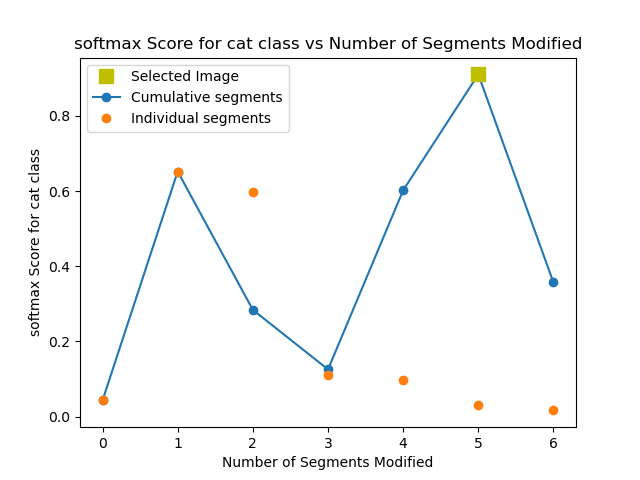 softmax Score for cat class vs Number of Segments Modified
Selected Image
Cumulative segments
Individual segments
softmax Score for cat class
0.8
0.6
0.4
0.2
0.0
0 1 2 3 4 5 6
Number of Segments Modified